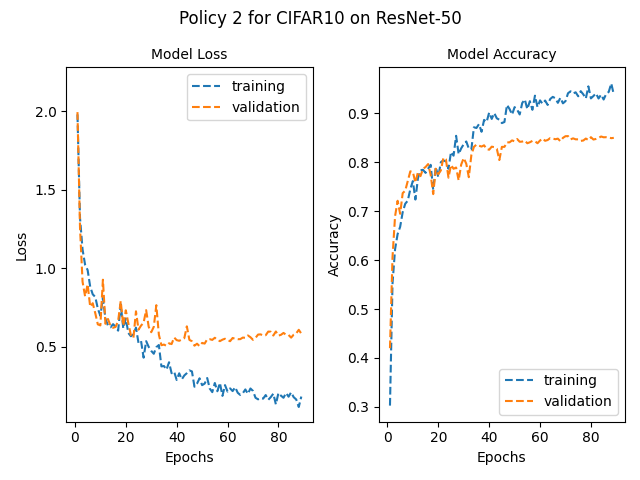 Policy 2 for CIFAR10 on ResNet-50
Model Loss
training
validation
2.0
1.5
1.0
0.5
Loss
0 20 40 60 80
Epochs
Model Accuracy
0.9
0.8
0.7
0.6
0.5
0.4
0.3
Accuracy
training
validation
0 20 40 60 80
Epochs